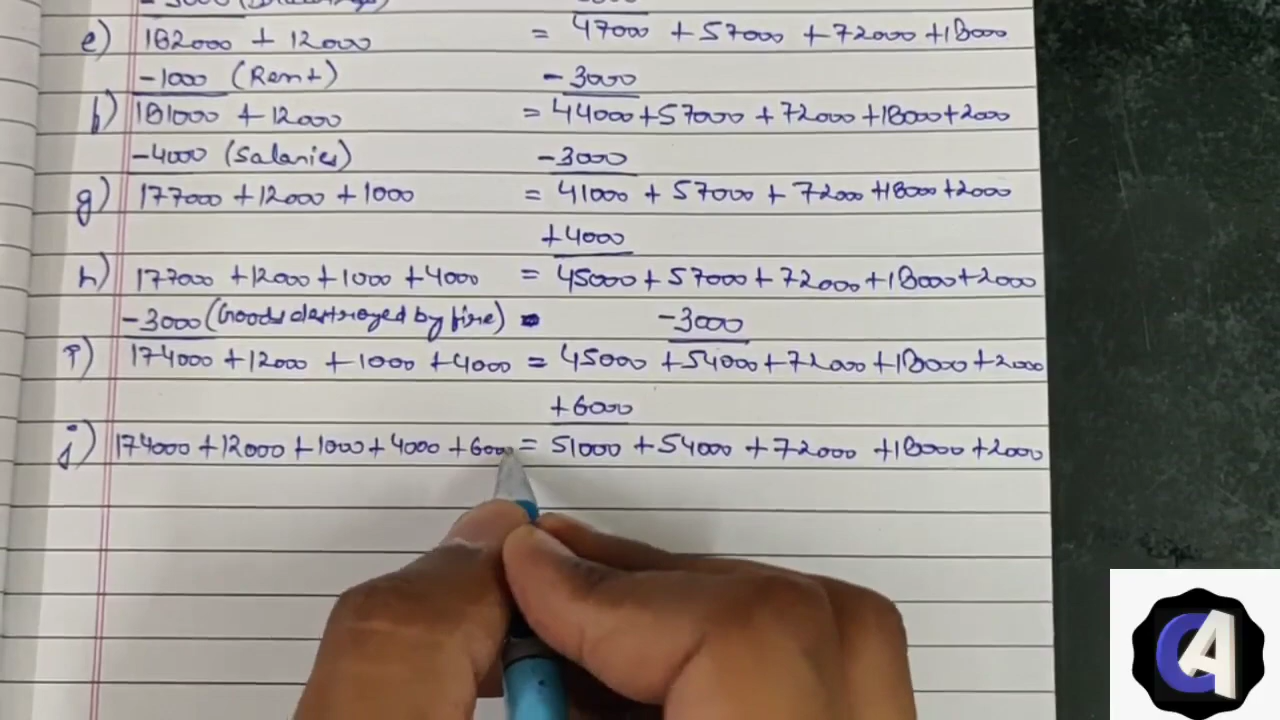 e) 182000 + 12000 = 47000 + 57000 + 72000 + 18000
-1000 (Rent) -3000
f) 181000 + 12000 = 44000 + 57000 + 72000 + 18000 + 2000
-4000 (Salaries) -3000
g) 177000 + 12000 + 1000 = 41000 + 57000 + 72000 + 18000 + 2000
+4000
h) 177000 + 12000 + 1000 + 4000 = 45000 + 57000 + 72000 + 18000 + 2000
-3000 (Goods destroyed by fire) -3000
i) 174000 + 12000 + 1000 + 4000 = 45000 + 54000 + 72000 + 18000 + 2000
+6000
j) 174000 + 12000 + 1000 + 4000 + 6000 = 51000 + 54000 + 72000 + 18000 + 2000
CA